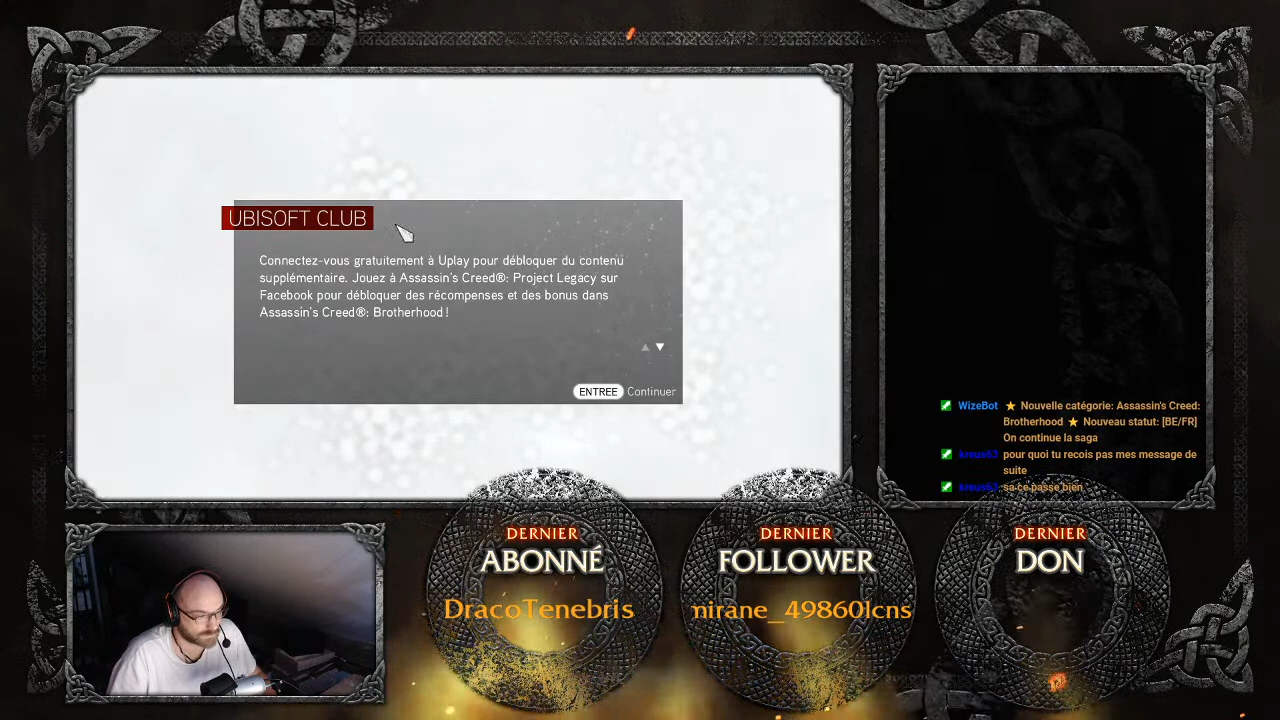 UBISOFT CLUB
Connectez-vous gratuitement à Uplay pour débloquer du contenu
supplémentaire. Jouez à Assassin's Creed®: Project Legacy sur
Facebook pour débloquer des récompenses et des bonus dans
Assassin's Creed®: Brotherhood !
ENTREE Continuer
WizeBot ⭐ Nouvelle catégorie: Assassin's Creed:
Brotherhood ⭐ Nouveau statut: [BE/FR]
On continue la saga
kreus63 pour quoi tu recois pas mes message de
suite
kreus63 sa ce passe bien
DERNIER
ABONNÉ
DracoTenebris
DERNIER
FOLLOWER
nirane_49860lcns
DERNIER
DON